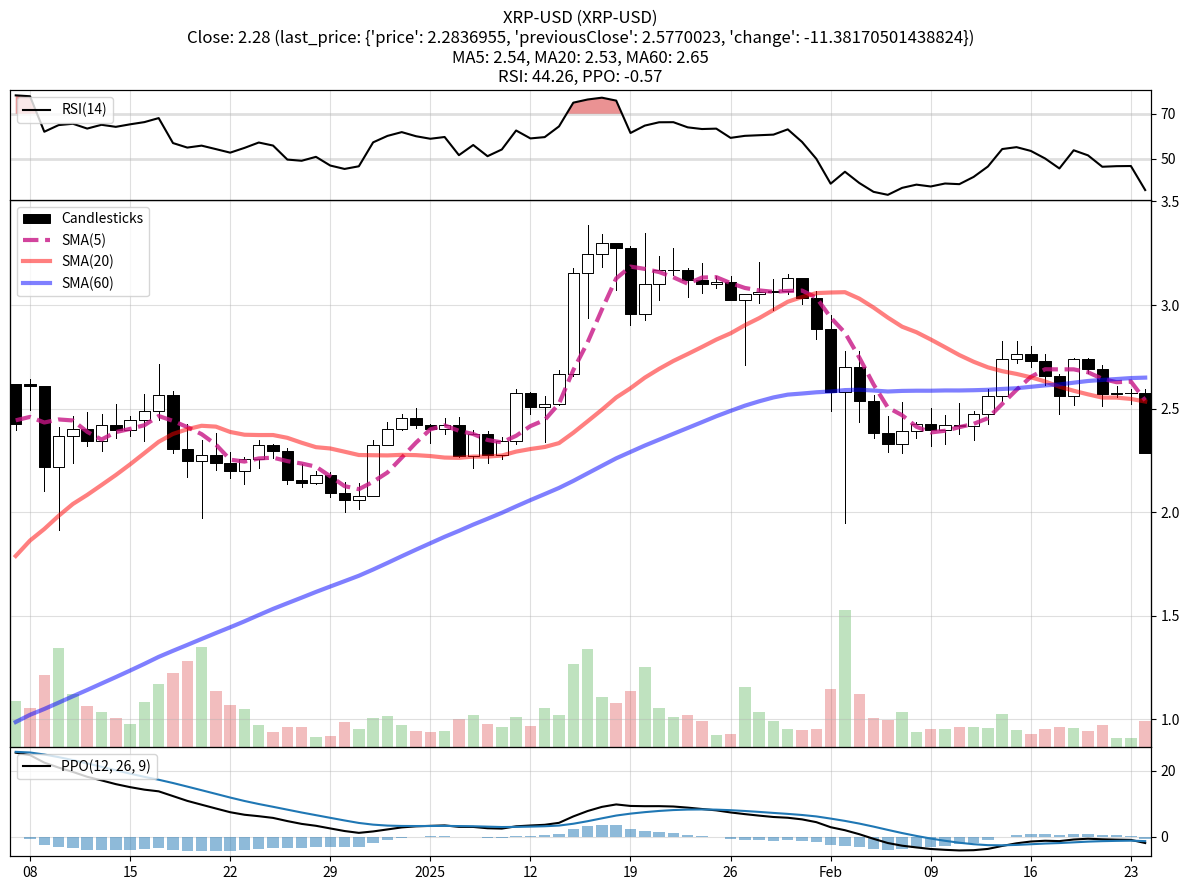 XRP-USD (XRP-USD)
Close: 2.28 (last_price: {'price': 2.2836955, 'previousClose': 2.5770023, 'change': -11.38170501438824})
MA5: 2.54, MA20: 2.53, MA60: 2.65
RSI: 44.26, PPO: -0.57
RSI(14)
70
50
3.5
Candlesticks
SMA(5)
SMA(20)
SMA(60)
3.0
2.5
2.0
1.5
1.0
PPO(12, 26, 9)
20
0
08 15 22 29 2025 12 19 26 Feb 09 16 23